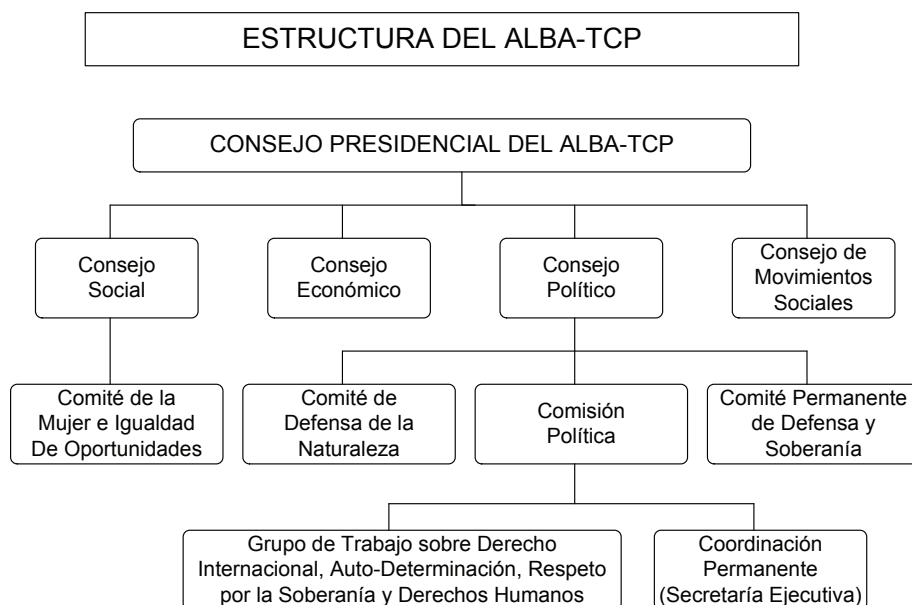 ESTRUCTURA DEL ALBA-TCP
CONSEJO PRESIDENCIAL DEL ALBA-TCP
Consejo
Social
Consejo
Económico
Consejo
Político
Consejo de
Movimientos
Sociales
Comité de la
Mujer e Igualdad
De Oportunidades
Comité de
Defensa de la
Naturaleza
Comisión
Política
Comité Permanente
de Defensa y
Soberanía
Grupo de Trabajo sobre Derecho
Internacional, Auto-Determinación, Respeto
por la Soberanía y Derechos Humanos
Coordinación
Permanente
(Secretaría Ejecutiva)